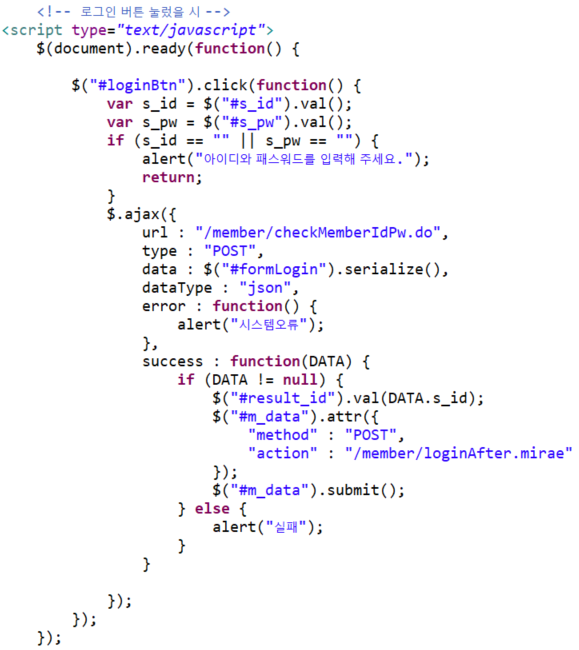 <!-- 로그인 버튼 눌렀을 시 -->
<script type="text/javascript">
    $(document).ready(function() {

        $("#loginBtn").click(function() {
            var s_id = $("#s_id").val();
            var s_pw = $("#s_pw").val();
            if (s_id == "" || s_pw == "") {
                alert("아이디와 패스워드를 입력해 주세요.");
                return;
            }
            $.ajax({
                url : "/member/checkMemberIdPw.do",
                type : "POST",
                data : $("#formLogin").serialize(),
                dataType : "json",
                error : function() {
                    alert("시스템오류");
                },
                success : function(DATA) {
                    if (DATA != null) {
                        $("#result_id").val(DATA.s_id);
                        $("#m_data").attr({
                            "method" : "POST",
                            "action" : "/member/loginAfter.mirae"
                        });
                        $("#m_data").submit();
                    } else {
                        alert("실패");
                    }
                }

            });
        });
    });